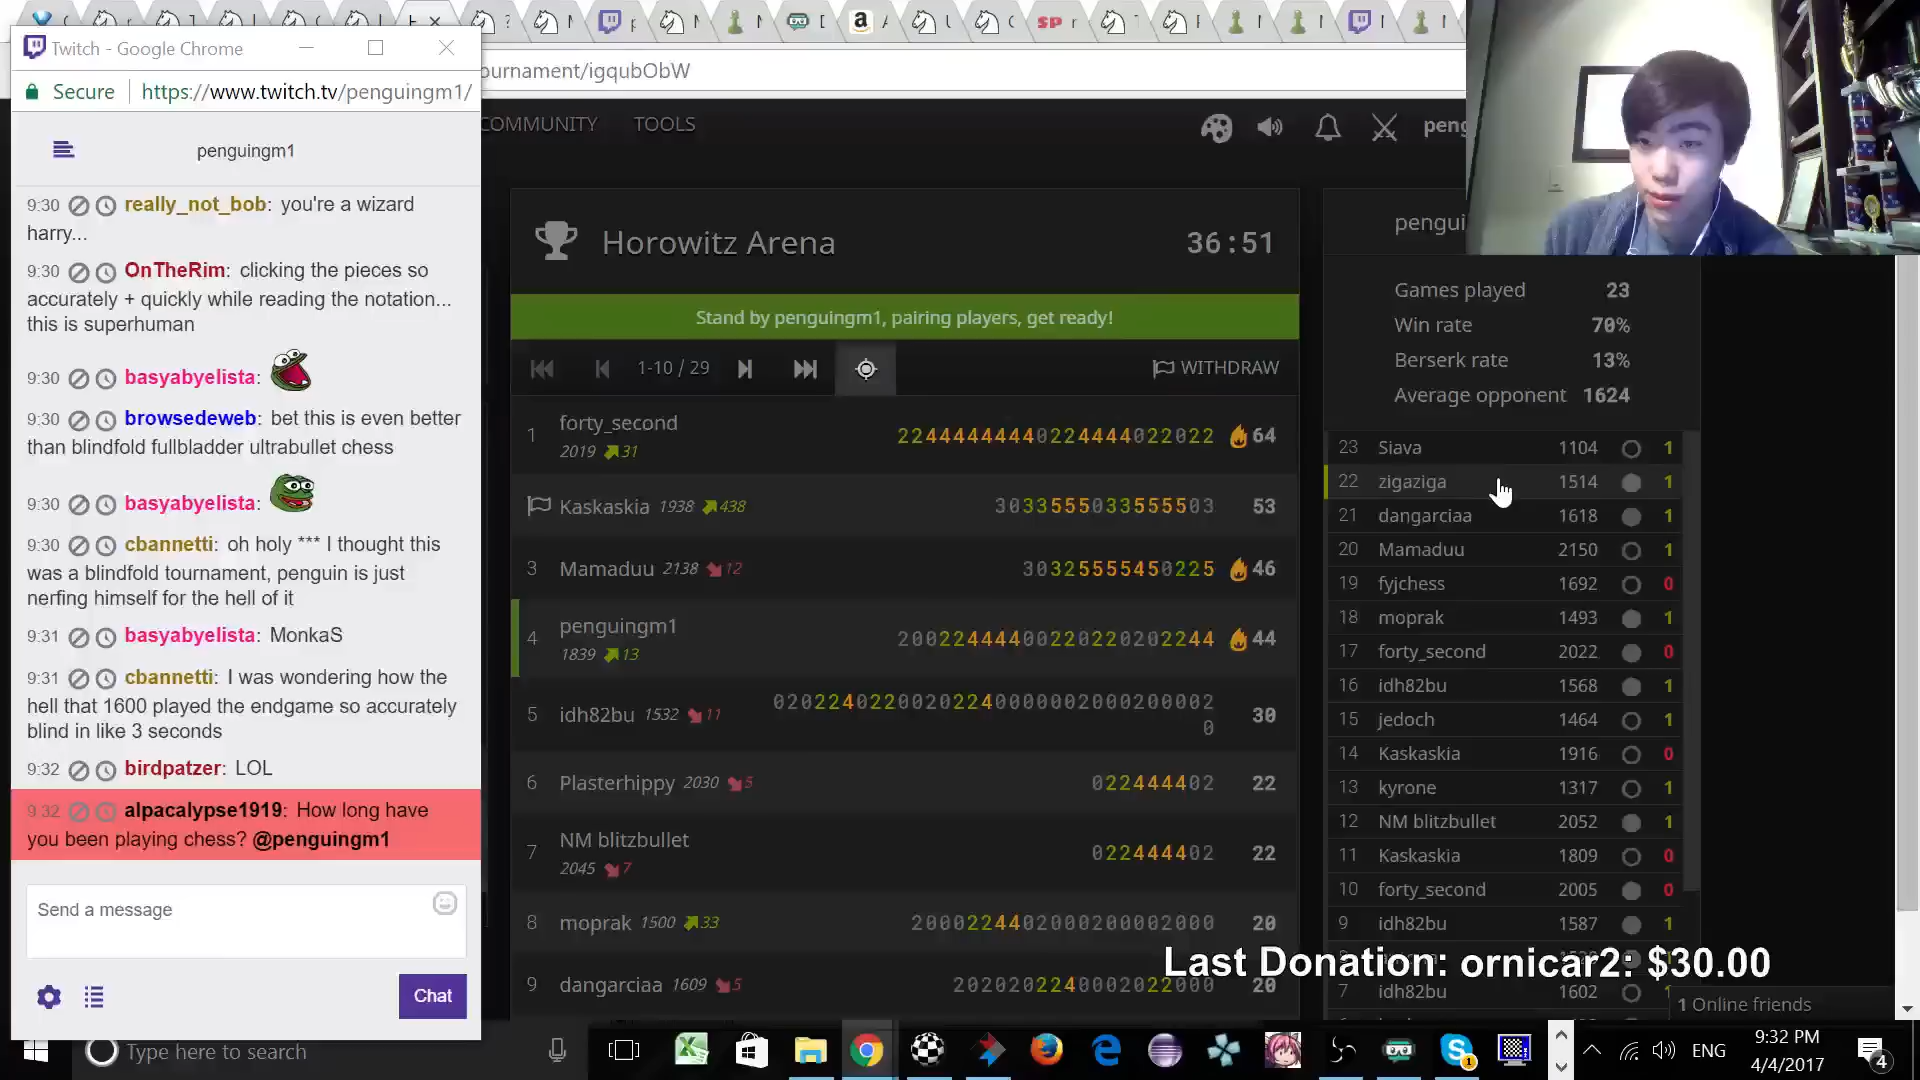 Twitch - Google Chrome
Secure
https://www.twitch.tv/penguingm1/
ournament/igqubObW
COMMUNITY TOOLS
peng
penguingm1
9:30 really_not_bob: you're a wizard
harry...
9:30 OnTheRim: clicking the pieces so
accurately + quickly while reading the notation...
this is superhuman
9:30 basyabyelista:
9:30 browsedeweb: bet this is even better
than blindfold fullbladder ultrabullet chess
9:30 basyabyelista:
9:30 cbannetti: oh holy *** I thought this
was a blindfold tournament, penguin is just
nerfing himself for the hell of it
9:31 basyabyelista: MonkaS
9:31 cbannetti: I was wondering how the
hell that 1600 played the endgame so accurately
blind in like 3 seconds
9:32 birdpatzer: LOL
9:32 alpacalypse1919: How long have
you been playing chess? @penguingm1
Send a message
Chat
Horowitz Arena 36:51
Stand by penguingm1, pairing players, get ready!
1-10 / 29 WITHDRAW
1 forty_second 2244444444022444402 2022 64
2019 31
Kaskaskia 1938 438 3033555033555503 53
3 Mamaduu 2138 12 3032555545 0225 46
4 penguingm1 20022444400220220202244 44
1839 13
5 idh82bu 1532 11 30
6 Plasterhippy 2030 5 022444402 22
7 NM blitzbullet 022444402 22
2045 7
8 moprak 1500 33 2000224402000200002000 20
9 dangarciaa 1609 5 20
pengui
Games played 23
Win rate 70%
Berserk rate 13%
Average opponent 1624
23 Siava 1104 1
22 zigaziga 1514 1
21 dangarciaa 1618 1
20 Mamaduu 2150 1
19 fyjchess 1692 0
18 moprak 1493 1
17 forty_second 2022 0
16 idh82bu 1568 1
15 jedoch 1464 1
14 Kaskaskia 1916 0
13 kyrone 1317 1
12 NM blitzbullet 2052 1
11 Kaskaskia 1809 0
10 forty_second 2005 0
9 idh82bu 1587 1
Last Donation: ornicar2: $30.00
7 idh82bu 1602
1 Online friends
Type here to search
ENG
9:32 PM
4/4/2017
4